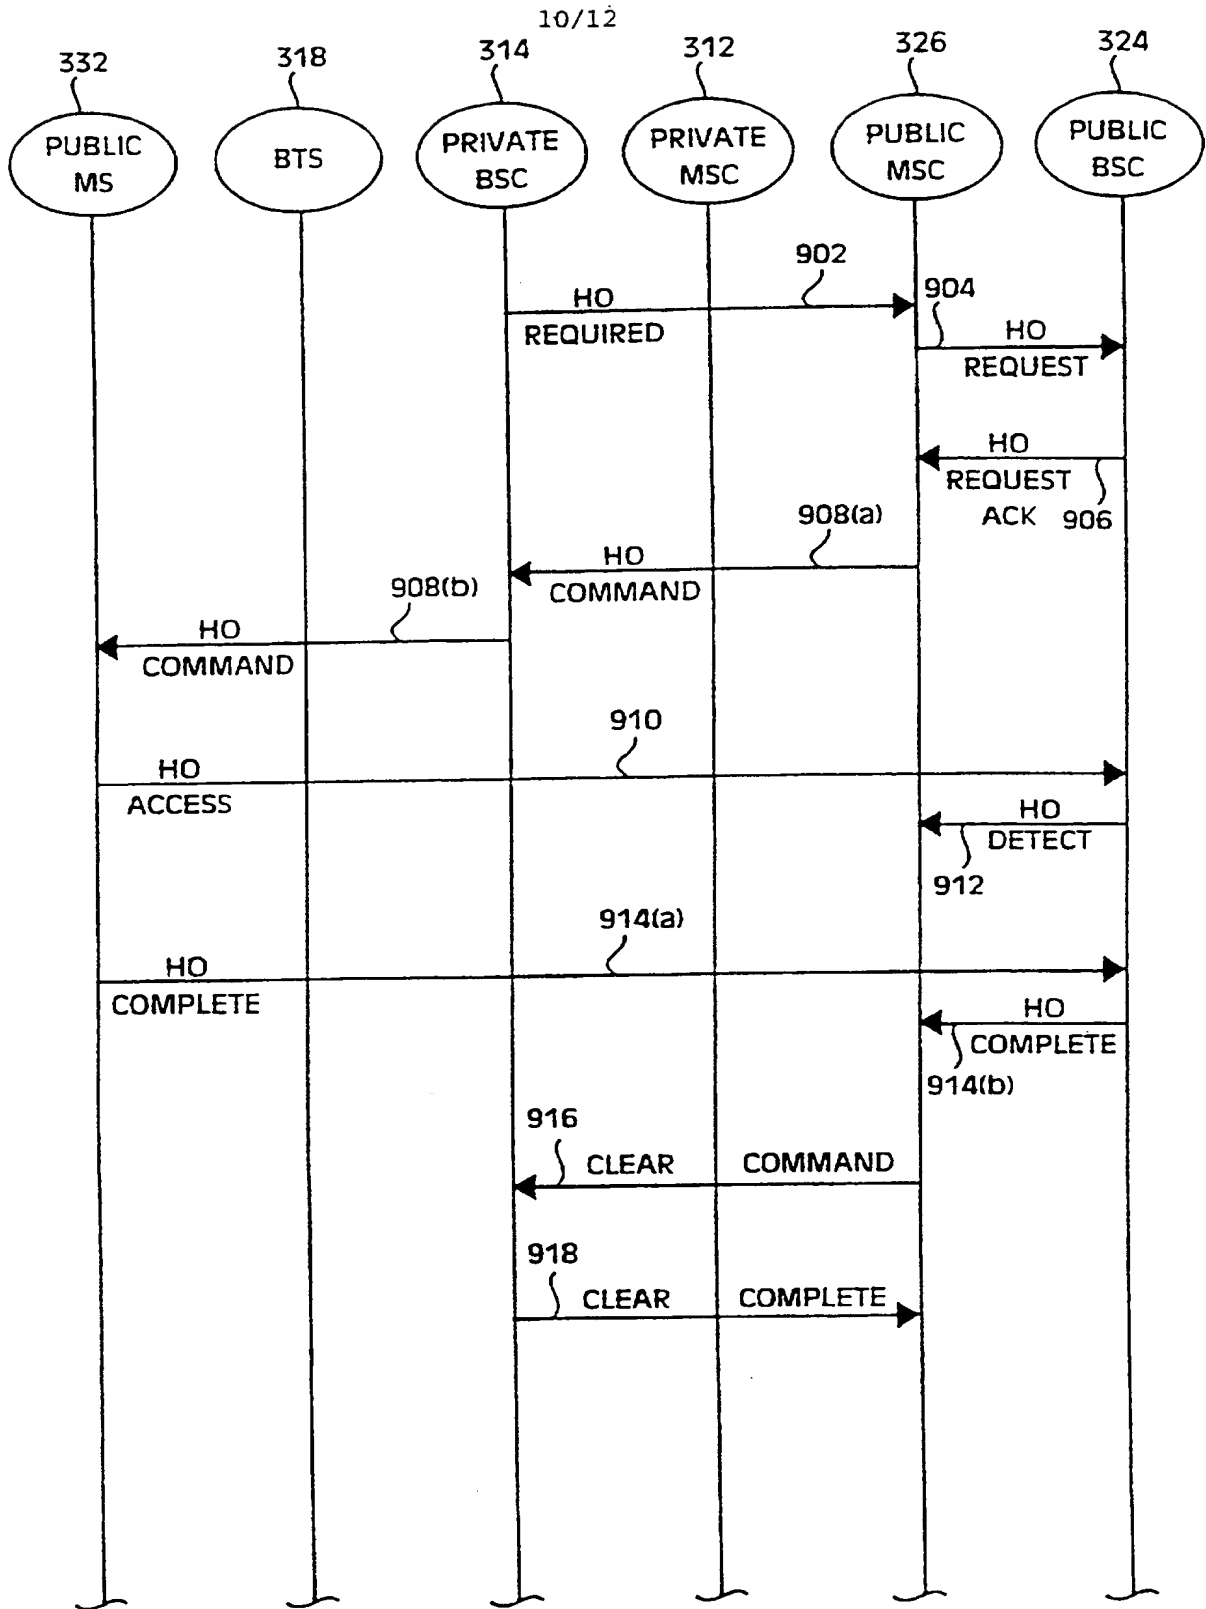 10/12
332
318
314
312
326
324
PUBLIC
MS
BTS
PRIVATE
BSC
PRIVATE
MSC
PUBLIC
MSC
PUBLIC
BSC
902
HO
REQUIRED
904
HO
REQUEST
HO
REQUEST
ACK
906
908(a)
HO
COMMAND
908(b)
HO
COMMAND
910
HO
ACCESS
HO
DETECT
912
914(a)
HO
COMPLETE
HO
COMPLETE
914(b)
916
CLEAR COMMAND
918
CLEAR COMPLETE